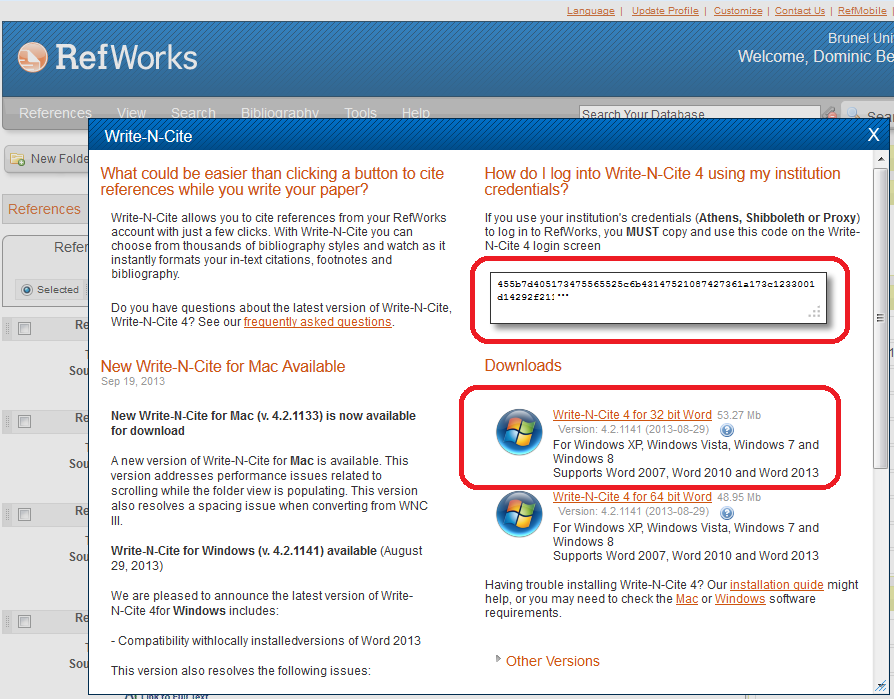 Language | Update Profile | Customize | Contact Us | RefMobile |
RefWorks
Brunel Uni
Welcome, Dominic Be
References View Search Bibliography Tools Help
Search Your Database
Sear
New Folde
References
Refer
Selected
Re
Sou
Re
Sou
Re
Sou
Re
Sou
Write-N-Cite X
What could be easier than clicking a button to cite
references while you write your paper?
Write-N-Cite allows you to cite references from your RefWorks
account with just a few clicks. With Write-N-Cite you can
choose from thousands of bibliography styles and watch as it
instantly formats your in-text citations, footnotes and
bibliography.
Do you have questions about the latest version of Write-N-Cite,
Write-N-Cite 4? See our frequently asked questions.
New Write-N-Cite for Mac Available
Sep 19, 2013
New Write-N-Cite for Mac (v. 4.2.1133) is now available
for download
A new version of Write-N-Cite for Mac is available. This
version addresses performance issues related to
scrolling while the folder view is populating. This version
also resolves a spacing issue when converting from WNC
III.
Write-N-Cite for Windows (v. 4.2.1141) available (August
29, 2013)
We are pleased to announce the latest version of Write-
N-Cite 4for Windows includes:
- Compatibility withlocally installedversions of Word 2013
This version also resolves the following issues:
How do I log into Write-N-Cite 4 using my institution
credentials?
If you use your institution's credentials (Athens, Shibboleth or Proxy)
to log in to RefWorks, you MUST copy and use this code on the Write-
N-Cite 4 login screen
455b7d405173475565525c6b43147521087427361a173c1233001
d14292f21:...
Downloads
Write-N-Cite 4 for 32 bit Word 53.27 Mb
Version: 4.2.1141 (2013-08-29)
For Windows XP, Windows Vista, Windows 7 and
Windows 8
Supports Word 2007, Word 2010 and Word 2013
Write-N-Cite 4 for 64 bit Word 48.95 Mb
Version: 4.2.1141 (2013-08-29)
For Windows XP, Windows Vista, Windows 7 and
Windows 8
Supports Word 2007, Word 2010 and Word 2013
Having trouble installing Write-N-Cite 4? Our installation guide might
help, or you may need to check the Mac or Windows software
requirements.
Other Versions
Link to Full Text